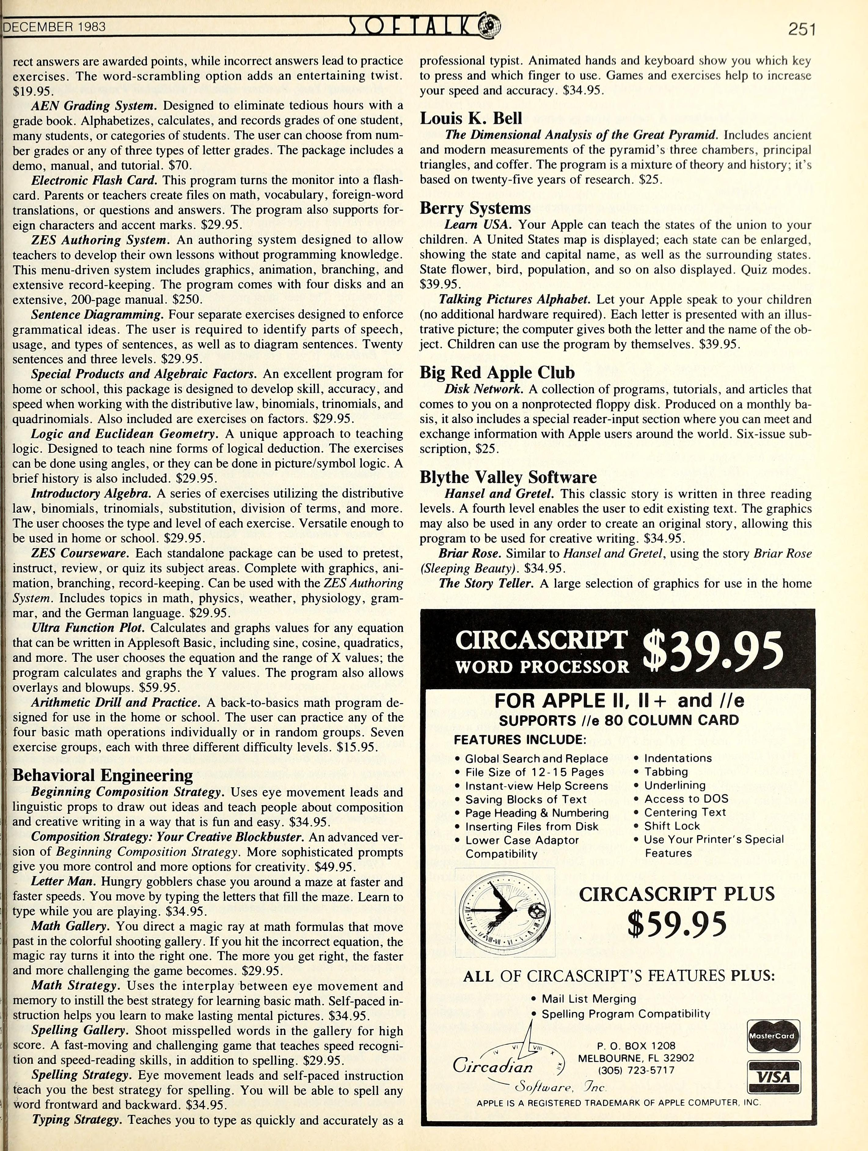 DECEMBER 1983
SOFTALK
251
rect answers are awarded points, while incorrect answers lead to practice
exercises. The word-scrambling option adds an entertaining twist.
$19.95.
AEN Grading System. Designed to eliminate tedious hours with a
grade book. Alphabetizes, calculates, and records grades of one student,
many students, or categories of students. The user can choose from num-
ber grades or any of three types of letter grades. The package includes a
demo, manual, and tutorial. $70.
Electronic Flash Card. This program turns the monitor into a flash-
card. Parents or teachers create files on math, vocabulary, foreign-word
translations, or questions and answers. The program also supports for-
eign characters and accent marks. $29.95.
ZES Authoring System. An authoring system designed to allow
teachers to develop their own lessons without programming knowledge.
This menu-driven system includes graphics, animation, branching, and
extensive record-keeping. The program comes with four disks and an
extensive, 200-page manual. $250.
Sentence Diagramming. Four separate exercises designed to enforce
grammatical ideas. The user is required to identify parts of speech,
usage, and types of sentences, as well as to diagram sentences. Twenty
sentences and three levels. $29.95.
Special Products and Algebraic Factors. An excellent program for
home or school, this package is designed to develop skill, accuracy, and
speed when working with the distributive law, binomials, trinomials, and
quadrinomials. Also included are exercises on factors. $29.95.
Logic and Euclidean Geometry. A unique approach to teaching
logic. Designed to teach nine forms of logical deduction. The exercises
can be done using angles, or they can be done in picture/symbol logic. A
brief history is also included. $29.95.
Introductory Algebra. A series of exercises utilizing the distributive
law, binomials, trinomials, substitution, division of terms, and more.
The user chooses the type and level of each exercise. Versatile enough to
be used in home or school. $29.95.
ZES Courseware. Each standalone package can be used to pretest,
instruct, review, or quiz its subject areas. Complete with graphics, ani-
mation, branching, record-keeping. Can be used with the ZES Authoring
System. Includes topics in math, physics, weather, physiology, gram-
mar, and the German language. $29.95.
Ultra Function Plot. Calculates and graphs values for any equation
that can be written in Applesoft Basic, including sine, cosine, quadratics,
and more. The user chooses the equation and the range of X values; the
program calculates and graphs the Y values. The program also allows
overlays and blowups. $59.95.
Arithmetic Drill and Practice. A back-to-basics math program de-
signed for use in the home or school. The user can practice any of the
four basic math operations individually or in random groups. Seven
exercise groups, each with three different difficulty levels. $15.95.
Behavioral Engineering
Beginning Composition Strategy. Uses eye movement leads and
linguistic props to draw out ideas and teach people about composition
and creative writing in a way that is fun and easy. $34.95.
Composition Strategy: Your Creative Blockbuster. An advanced ver-
sion of Beginning Composition Strategy. More sophisticated prompts
give you more control and more options for creativity. $49.95.
Letter Man. Hungry gobblers chase you around a maze at faster and
faster speeds. You move by typing the letters that fill the maze. Learn to
type while you are playing. $34.95.
Math Gallery. You direct a magic ray at math formulas that move
past in the colorful shooting gallery. If you hit the incorrect equation, the
magic ray turns it into the right one. The more you get right, the faster
and more challenging the game becomes. $29.95.
Math Strategy. Uses the interplay between eye movement and
memory to instill the best strategy for learning basic math. Self-paced in-
struction helps you learn to make lasting mental pictures. $34.95.
Spelling Gallery. Shoot misspelled words in the gallery for high
score. A fast-moving and challenging game that teaches speed recogni-
tion and speed-reading skills, in addition to spelling. $29.95.
Spelling Strategy. Eye movement leads and self-paced instruction
teach you the best strategy for spelling. You will be able to spell any
word frontward and backward. $34.95.
Typing Strategy. Teaches you to type as quickly and accurately as a
professional typist. Animated hands and keyboard show you which key
to press and which finger to use. Games and exercises help to increase
your speed and accuracy. $34.95.
Louis K. Bell
The Dimensional Analysis of the Great Pyramid. Includes ancient
and modern measurements of the pyramid's three chambers, principal
triangles, and coffer. The program is a mixture of theory and history; it's
based on twenty-five years of research. $25.
Berry Systems
Learn USA. Your Apple can teach the states of the union to your
children. A United States map is displayed; each state can be enlarged,
showing the state and capital name, as well as the surrounding states.
State flower, bird, population, and so on also displayed. Quiz modes.
$39.95.
Talking Pictures Alphabet. Let your Apple speak to your children
(no additional hardware required). Each letter is presented with an illus-
trative picture; the computer gives both the letter and the name of the ob-
ject. Children can use the program by themselves. $39.95.
Big Red Apple Club
Disk Network. A collection of programs, tutorials, and articles that
comes to you on a nonprotected floppy disk. Produced on a monthly ba-
sis, it also includes a special reader-input section where you can meet and
exchange information with Apple users around the world. Six-issue sub-
scription, $25.
Blythe Valley Software
Hansel and Gretel. This classic story is written in three reading
levels. A fourth level enables the user to edit existing text. The graphics
may also be used in any order to create an original story, allowing this
program to be used for creative writing. $34.95.
Briar Rose. Similar to Hansel and Gretel, using the story Briar Rose
(Sleeping Beauty). $34.95.
The Story Teller. A large selection of graphics for use in the home
CIRCASCRIPT $39.95
WORD PROCESSOR
FOR APPLE II, II+ and //e
SUPPORTS //e 80 COLUMN CARD
FEATURES INCLUDE:
• Global Search and Replace
• File Size of 12-15 Pages
• Instant-view Help Screens
• Saving Blocks of Text
• Page Heading & Numbering
• Inserting Files from Disk
• Lower Case Adaptor
Compatibility
• Indentations
• Tabbing
• Underlining
• Access to DOS
• Centering Text
• Shift Lock
• Use Your Printer's Special
Features
CIRCASCRIPT PLUS
$59.95
ALL OF CIRCASCRIPT'S FEATURES PLUS:
• Mail List Merging
• Spelling Program Compatibility
Circadian
Software, Inc
P. O. BOX 1208
MELBOURNE, FL 32902
(305) 723-5717
MasterCard
VISA
APPLE IS A REGISTERED TRADEMARK OF APPLE COMPUTER, INC.